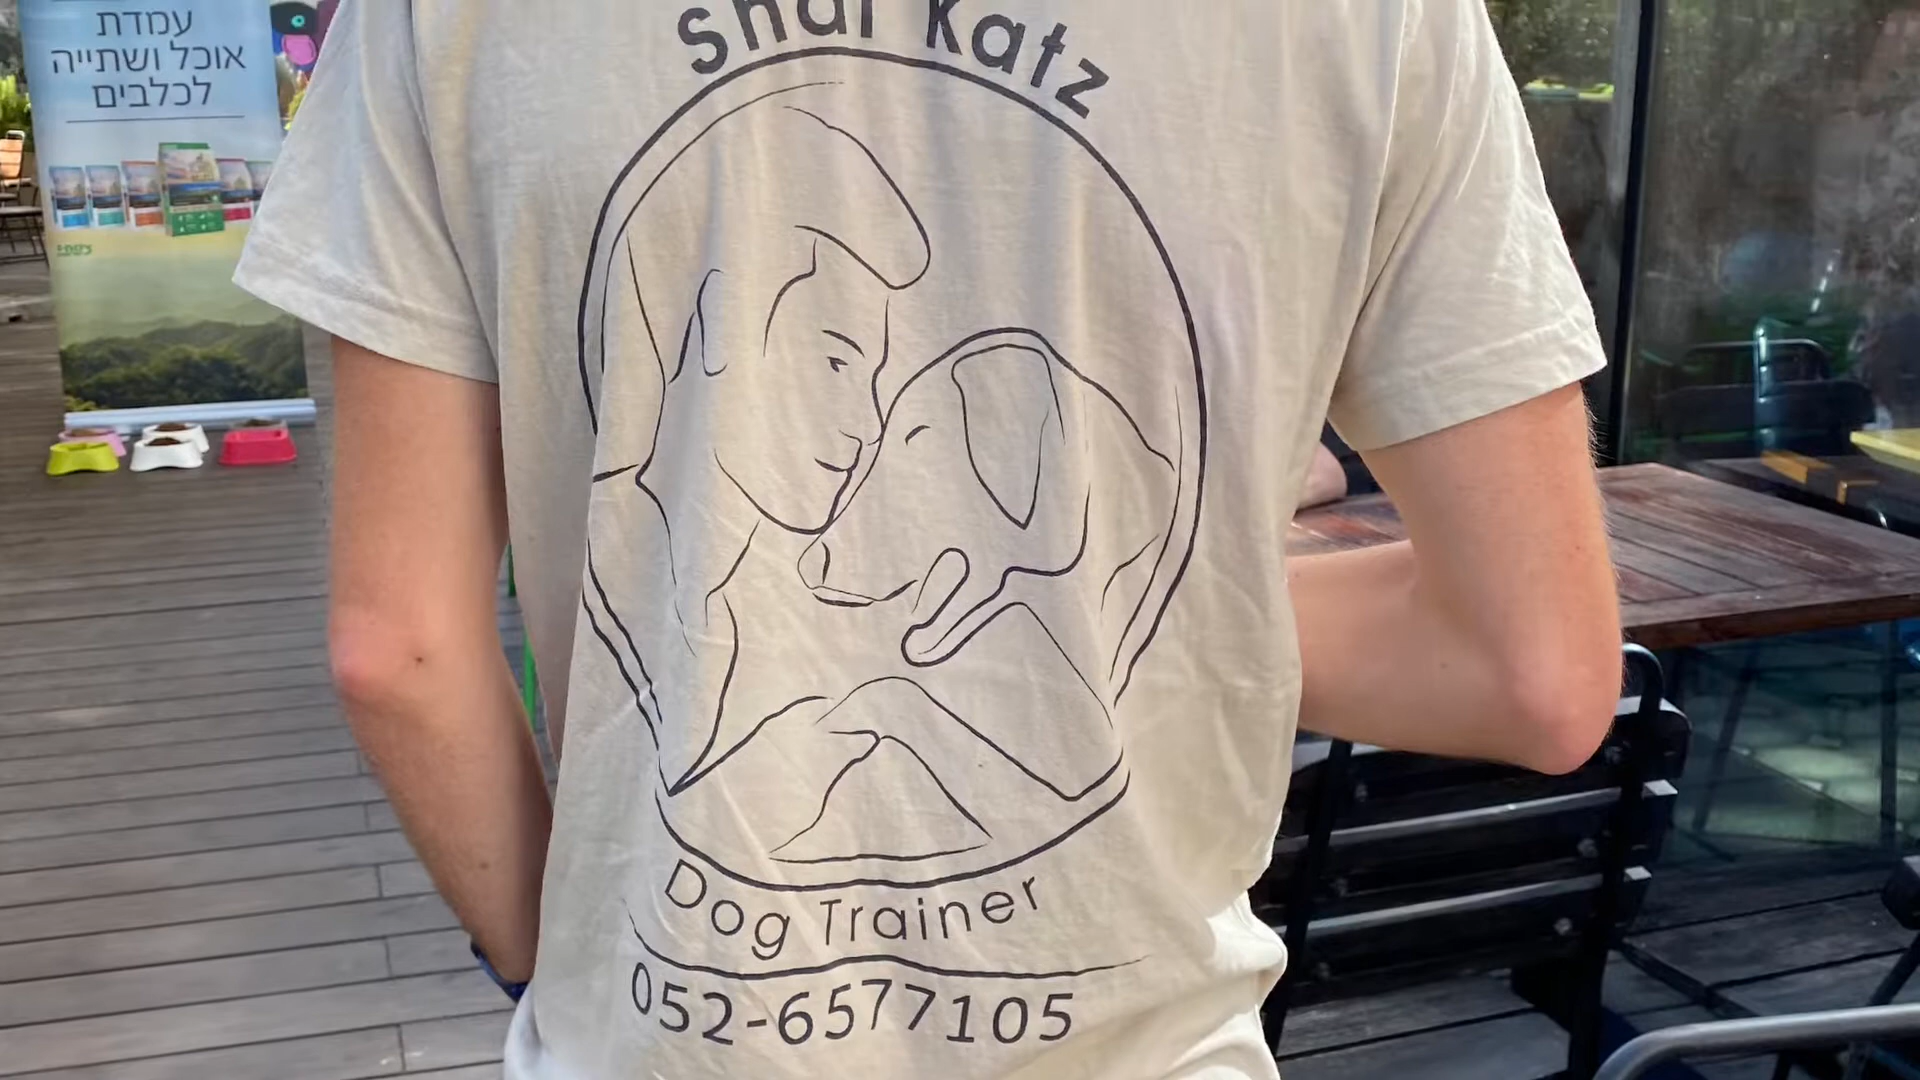 עמדת
אוכל ושתייה
לכלבים
Shai Katz
Dog Trainer
052-6577105